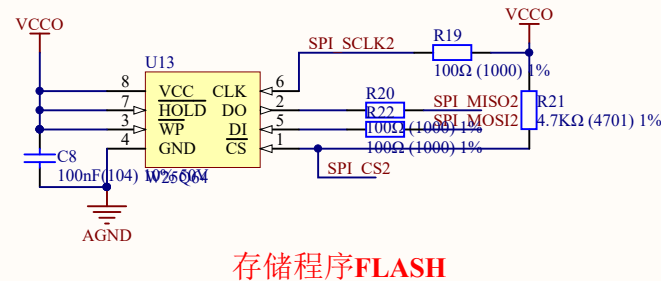 VCCO
VCCO
R19
U13
SPI_SCLK2
100Ω (1000) 1%
8 VCC CLK 6
R20
7 HOLD DO 2
SPI_MISO2
R21
R22
3 WP DI 5
100Ω (1000) 1%
SPI_MOSI2
4.7KΩ (4701) 1%
4 GND CS 1
100Ω (1000) 1%
C8
100nF(104) 10% 50V
W25Q64
SPI_CS2
AGND
存储程序FLASH